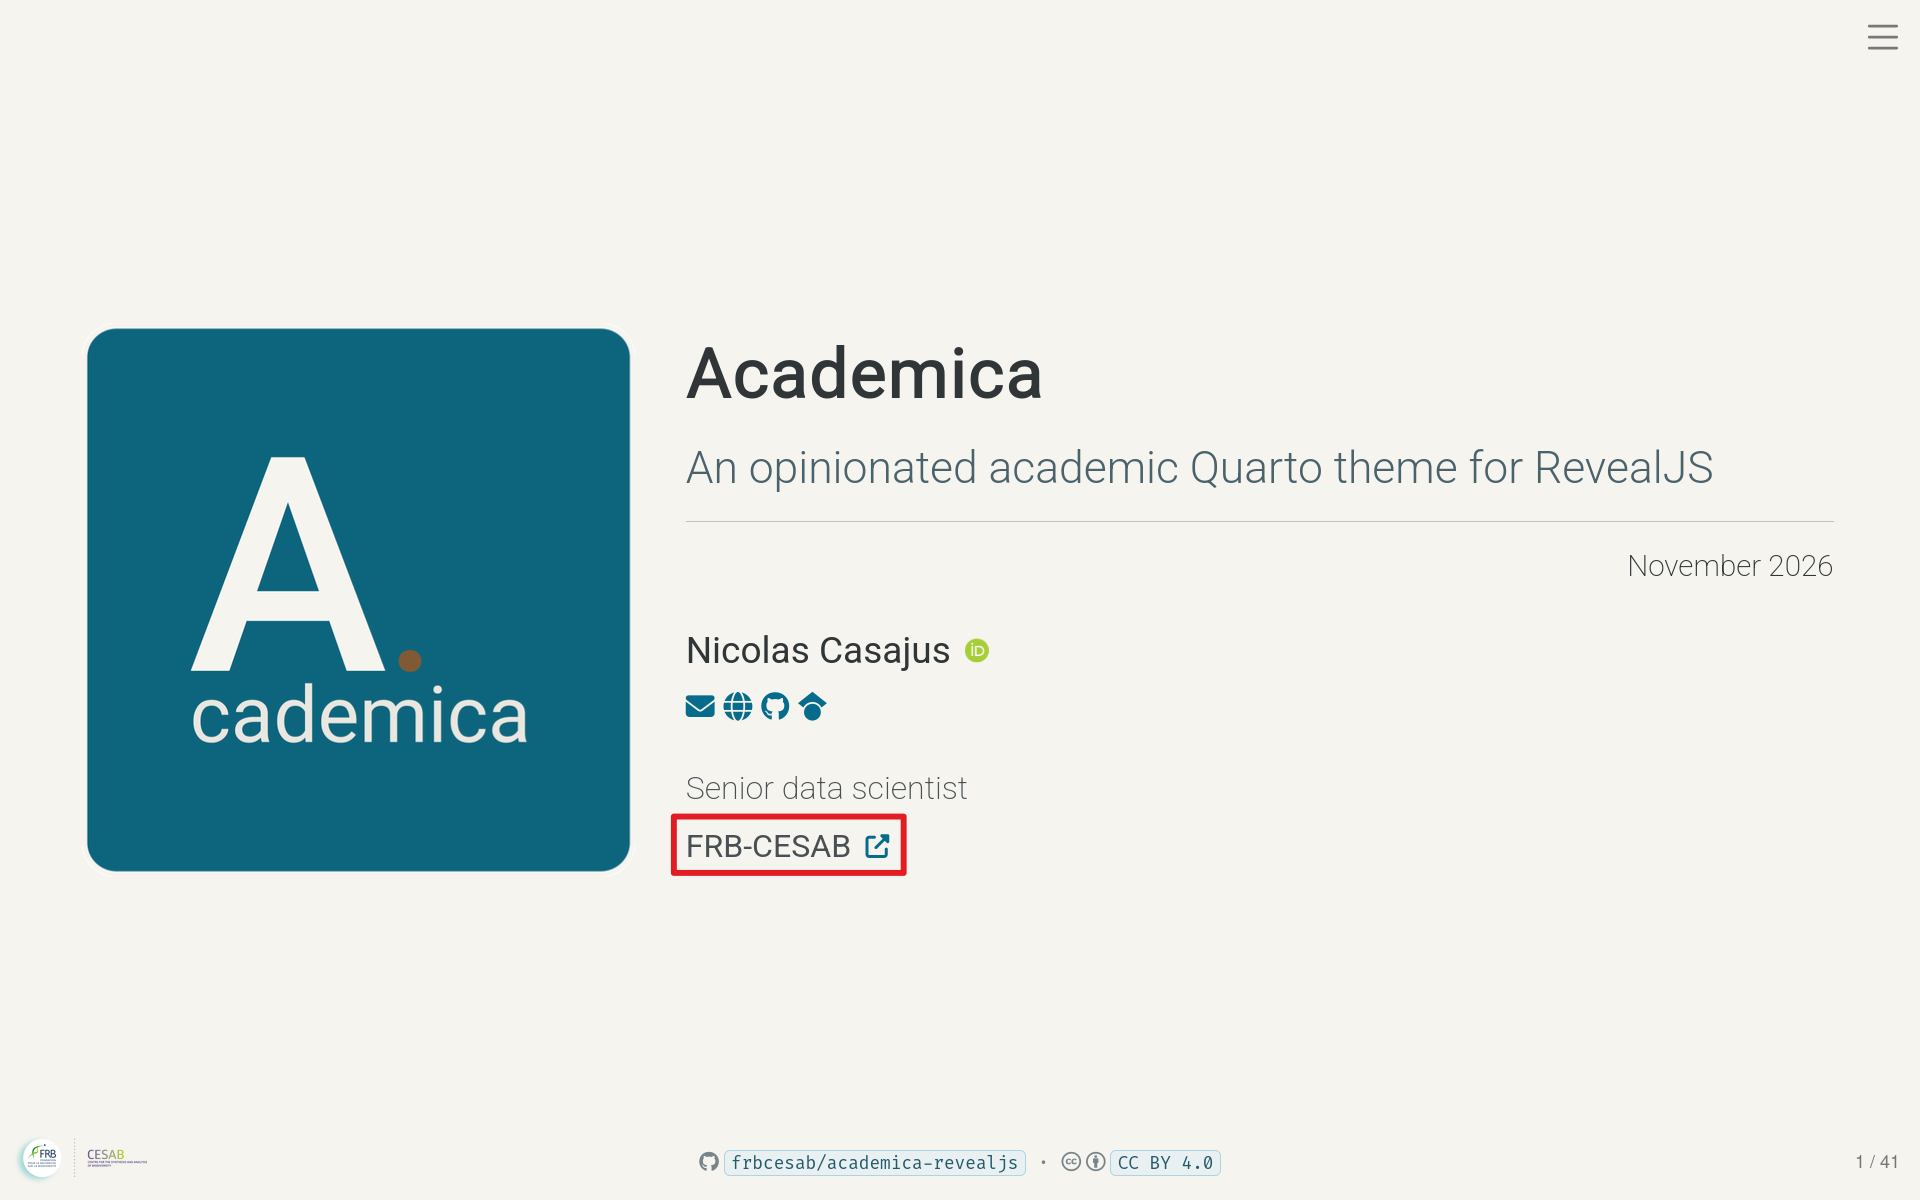 A.
cademica
Academica
An opinionated academic Quarto theme for RevealJS
November 2026
Nicolas Casajus iD
Senior data scientist
FRB-CESAB
FRB
CESAB
frbcesab/academica-revealjs · CC BY 4.0
1 / 41